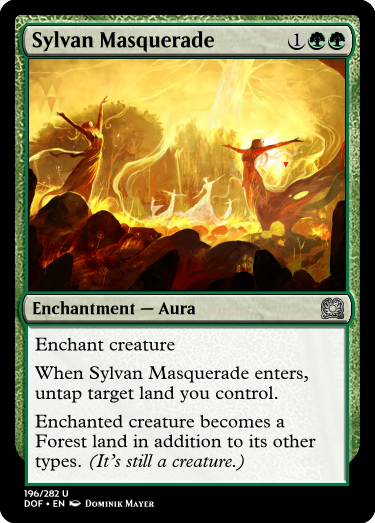 Sylvan Masquerade 1
Enchantment — Aura
Enchant creature
When Sylvan Masquerade enters,
untap target land you control.
Enchanted creature becomes a
Forest land in addition to its other
types. (It's still a creature.)
196/282 U
DOF • EN Dominik Mayer